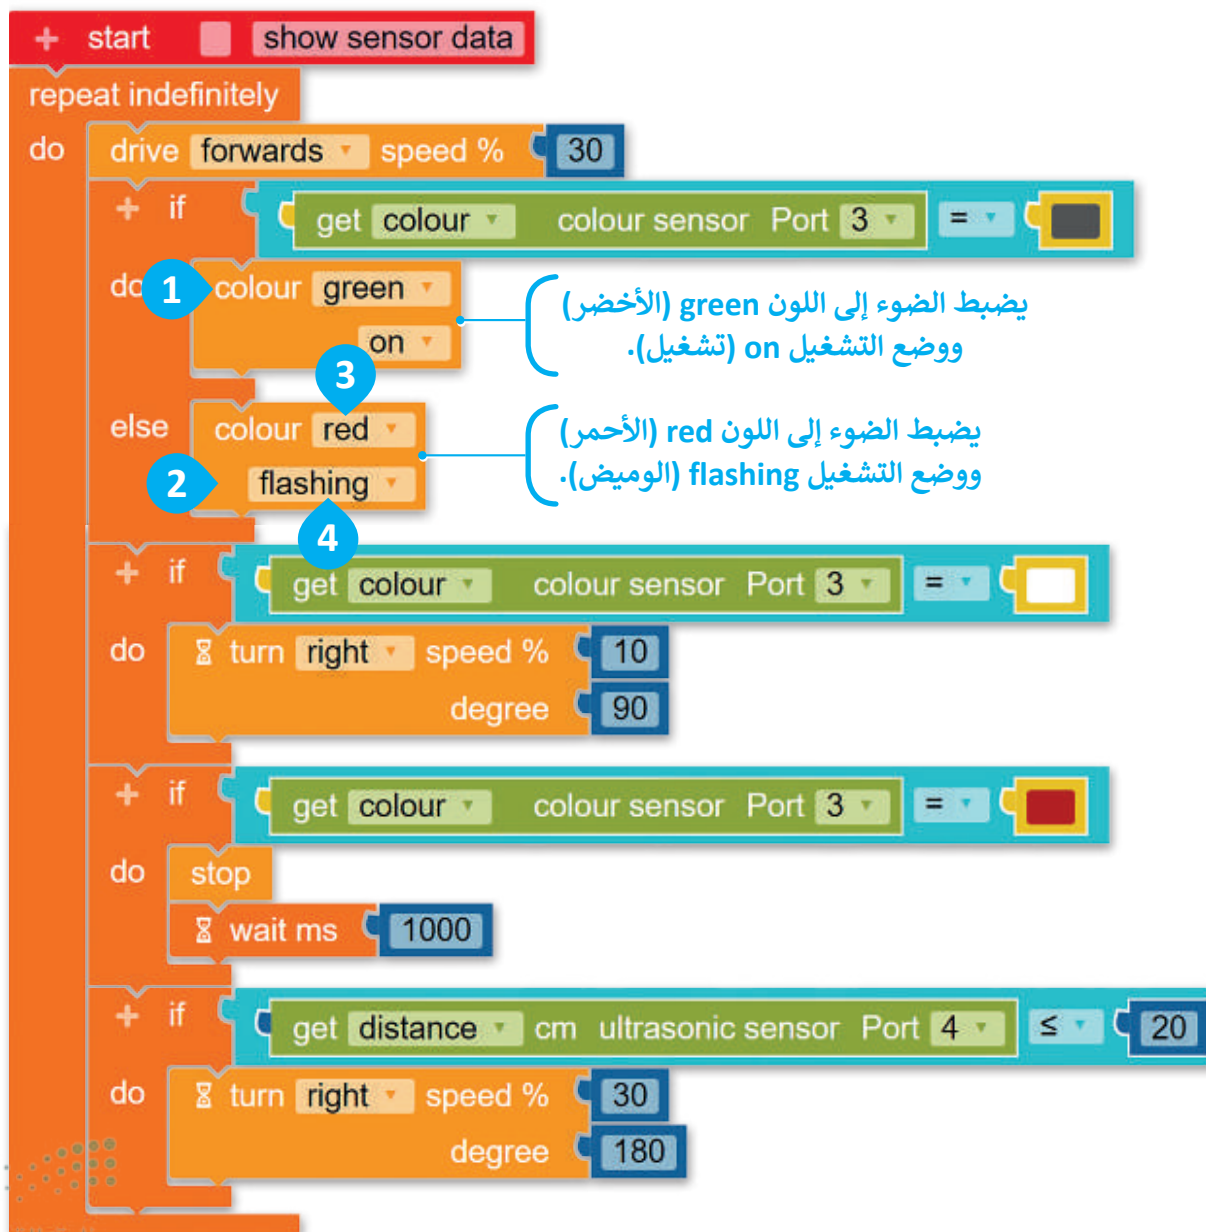 + start show sensor data
repeat indefinitely
do drive forwards speed % 30
+ if get colour colour sensor Port 3 =
do 1 colour green
on
يضبط الضوء إلى اللون green (الأخضر)
ووضع التشغيل on (تشغيل).
3
else colour red
2 flashing
4
يضبط الضوء إلى اللون red (الأحمر)
ووضع التشغيل flashing (الوميض).
+ if get colour colour sensor Port 3 =
do turn right speed % 10
degree 90
+ if get colour colour sensor Port 3 =
do stop
wait ms 1000
+ if get distance cm ultrasonic sensor Port 4 ≤ 20
do turn right speed % 30
degree 180